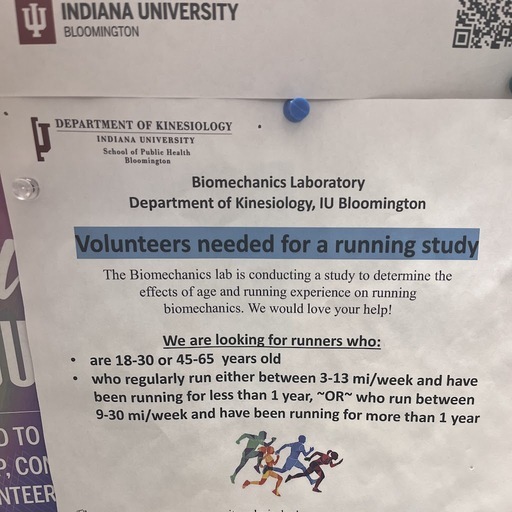 INDIANA UNIVERSITY
BLOOMINGTON
DEPARTMENT OF KINESIOLOGY
INDIANA UNIVERSITY
School of Public Health
Bloomington
Biomechanics Laboratory
Department of Kinesiology, IU Bloomington
Volunteers needed for a running study
The Biomechanics lab is conducting a study to determine the
effects of age and running experience on running
biomechanics. We would love your help!
We are looking for runners who:
• are 18-30 or 45-65 years old
• who regularly run either between 3-13 mi/week and have
been running for less than 1 year, ~OR~ who run between
9-30 mi/week and have been running for more than 1 year
TO